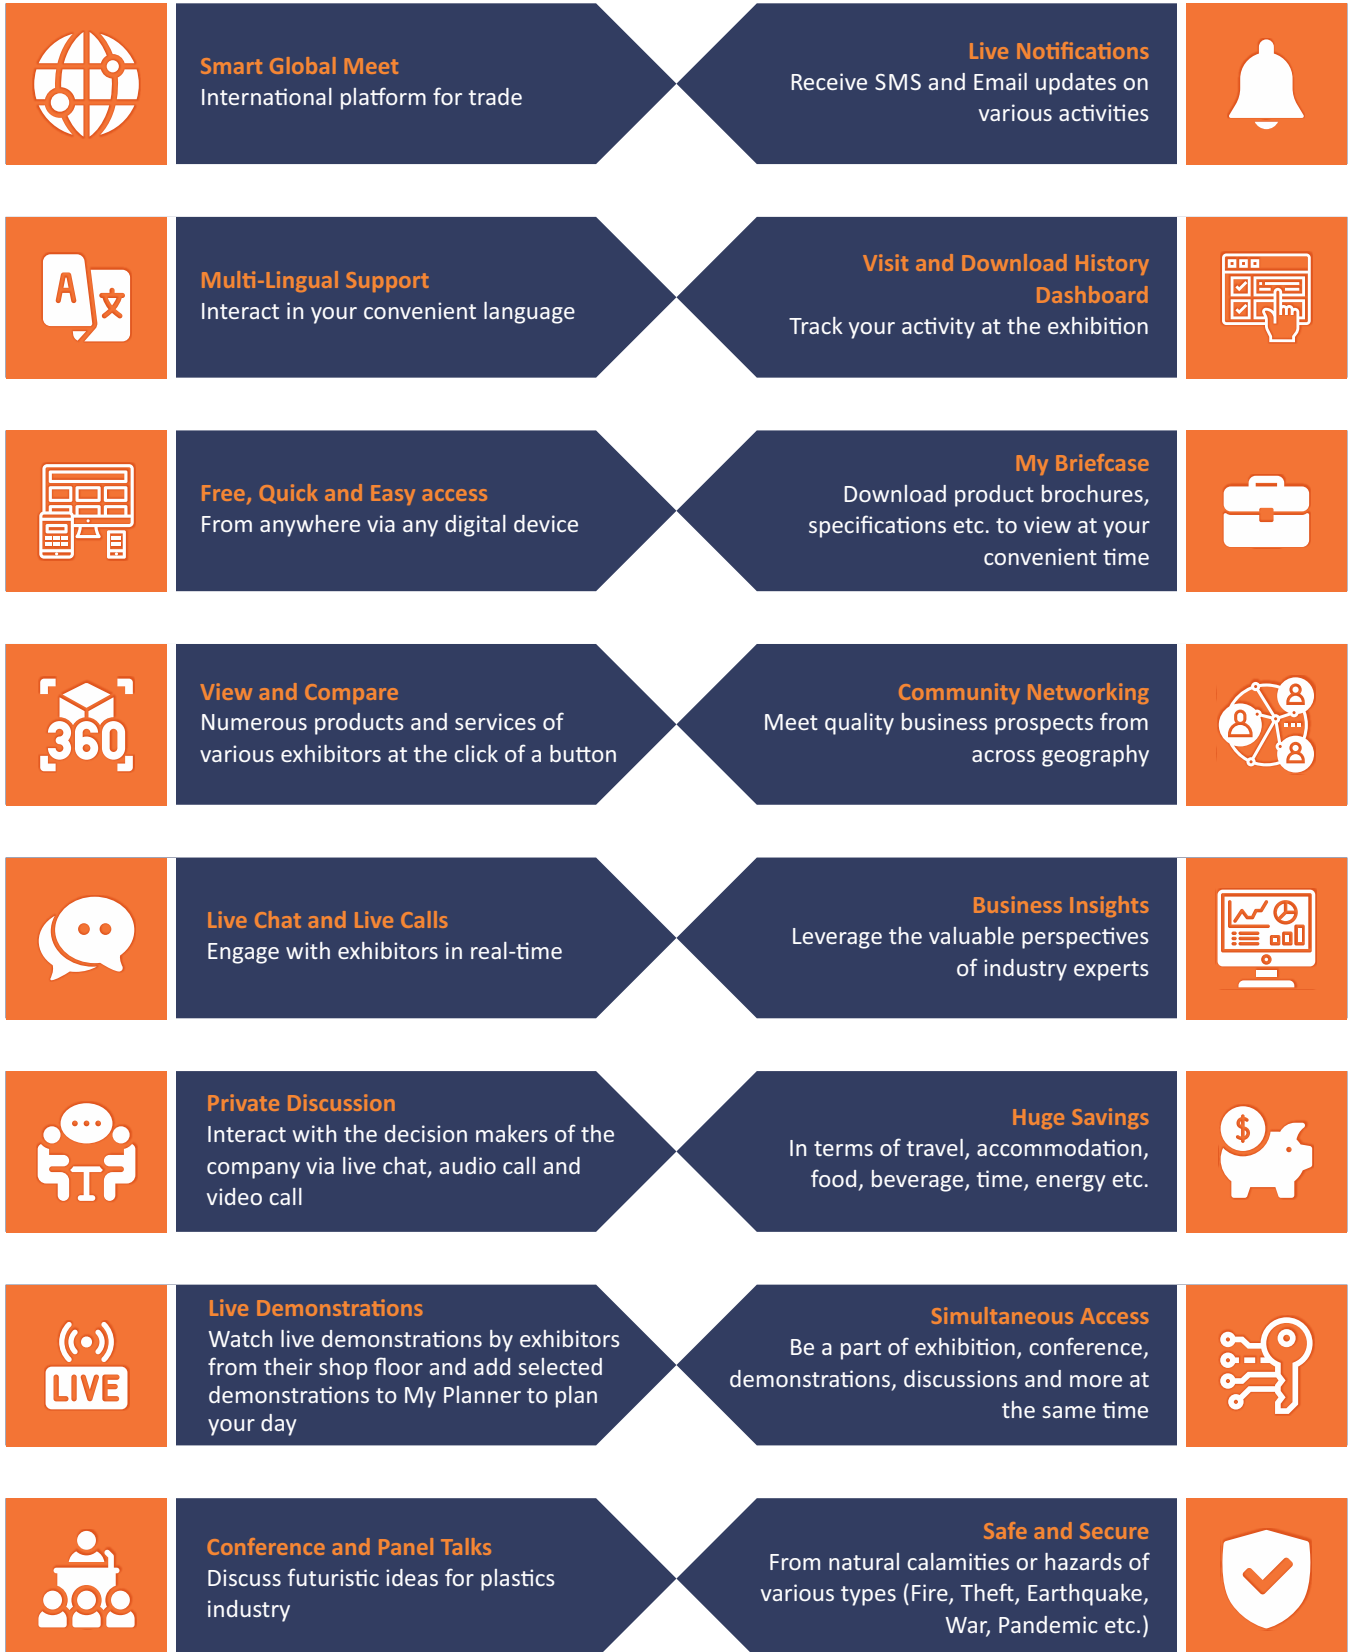 Smart Global Meet
International platform for trade
Live Notifications
Receive SMS and Email updates on
various activities
A
文
Multi-Lingual Support
Interact in your convenient language
Visit and Download History
Dashboard
Track your activity at the exhibition
Free, Quick and Easy access
From anywhere via any digital device
My Briefcase
Download product brochures,
specifications etc. to view at your
convenient time
360
View and Compare
Numerous products and services of
various exhibitors at the click of a button
Community Networking
Meet quality business prospects from
across geography
Live Chat and Live Calls
Engage with exhibitors in real-time
Business Insights
Leverage the valuable perspectives
of industry experts
Private Discussion
Interact with the decision makers of the
company via live chat, audio call and
video call
Huge Savings
In terms of travel, accommodation,
food, beverage, time, energy etc.
$
LIVE
Live Demonstrations
Watch live demonstrations by exhibitors
from their shop floor and add selected
demonstrations to My Planner to plan
your day
Simultaneous Access
Be a part of exhibition, conference,
demonstrations, discussions and more at
the same time
Conference and Panel Talks
Discuss futuristic ideas for plastics
industry
Safe and Secure
From natural calamities or hazards of
various types (Fire, Theft, Earthquake,
War, Pandemic etc.)